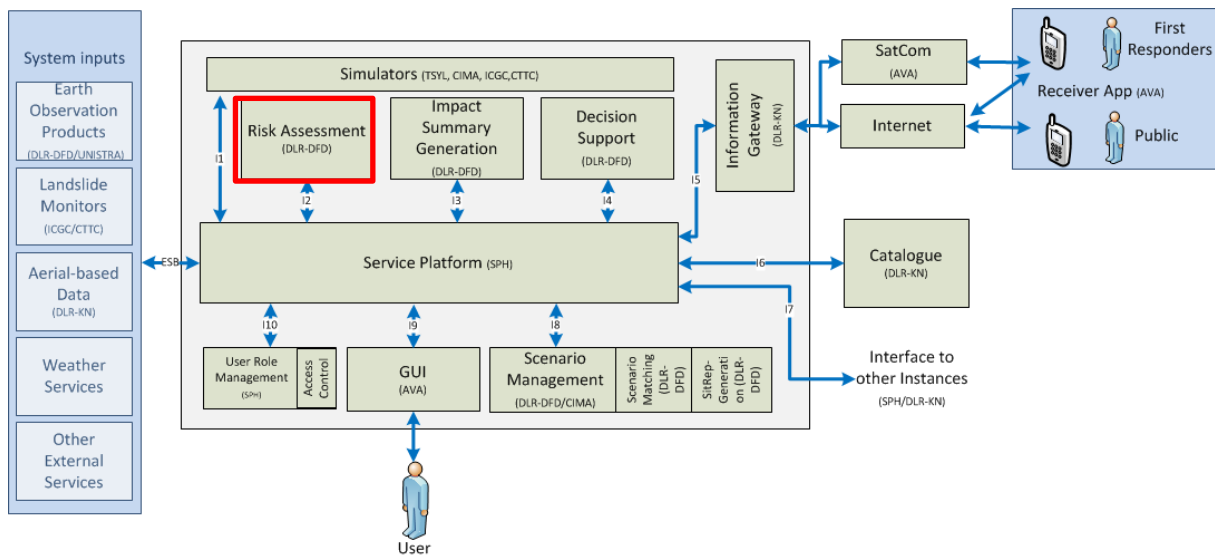 System inputs
Earth
Observation
Products
(DLR-DFD/UNISTRA)
Landslide
Monitors
(ICGC/CTTC)
Aerial-based
Data
(DLR-KN)
Weather
Services
Other
External
Services
ESB
Simulators (TSYL, CIMA, ICGC,CTTC)
I1
Risk Assessment
(DLR-DFD)
I2
Impact
Summary
Generation
(DLR-DFD)
I3
Decision
Support
(DLR-DFD)
I4
Information
Gateway
(DLR-KN)
I5
Service Platform (SPH)
I6
I7
I10
I9
I8
User Role
Management
(SPH)
Access
Control
GUI
(AVA)
Scenario
Management
(DLR-DFD/CIMA)
Scenario
Matching
(DLR-
DFD)
SitRep-
Generati
on (DLR-
DFD)
User
SatCom
(AVA)
Internet
First
Responders
Receiver App (AVA)
Public
Catalogue
(DLR-KN)
Interface to
other Instances
(SPH/DLR-KN)